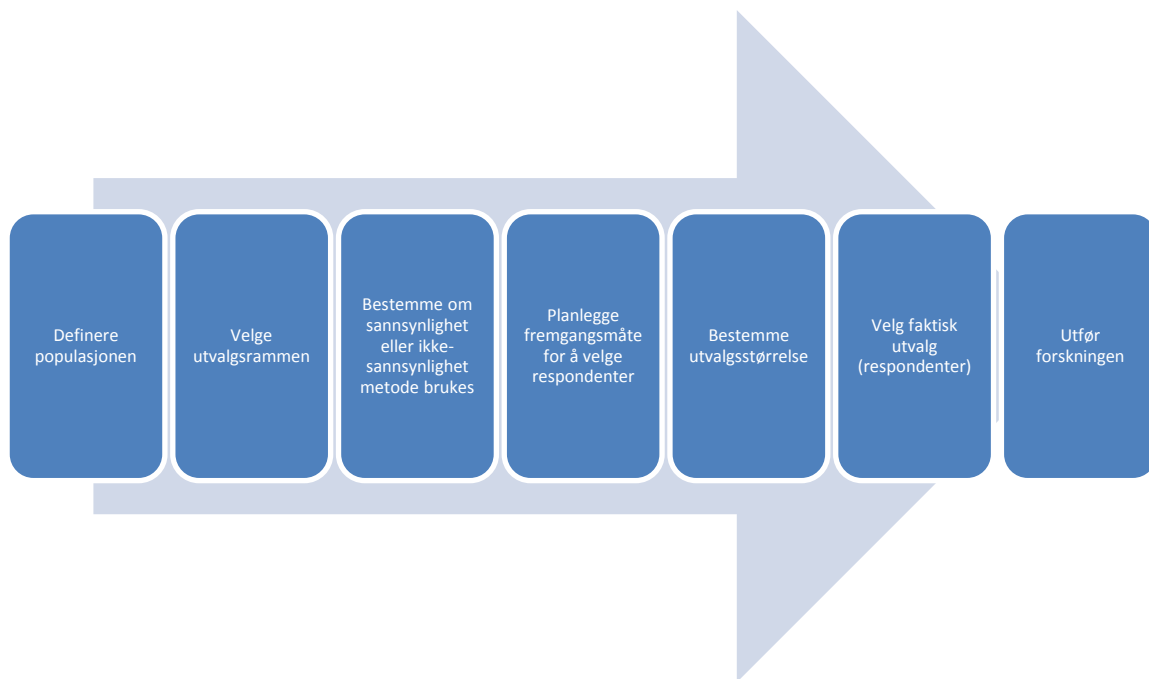 Definere
populasjonen
Velge
utvalgsrammen
Bestemme om
sannsynlighet
eller ikke-
sannsynlighet
metode brukes
Planlegge
fremgangsmåte
for å velge
respondenter
Bestemme
utvalgsstørrelse
Velg faktisk
utvalg
(respondenter)
Utfør
forskningen